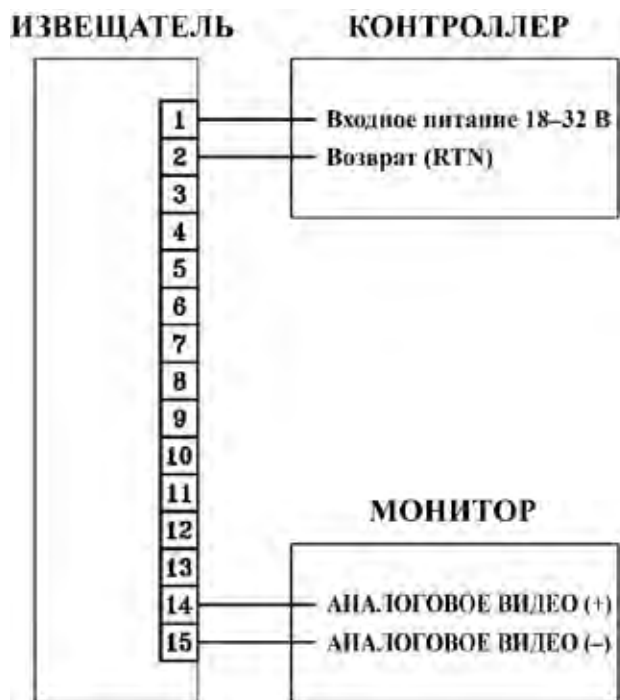 ИЗВЕЩАТЕЛЬ КОНТРОЛЛЕР
1 Входное питание 18–32 В
2 Возврат (RTN)
3
4
5
6
7
8
9
10
11
12
13
МОНИТОР
14 АНАЛОГОВОЕ ВИДЕО (+)
15 АНАЛОГОВОЕ ВИДЕО (–)